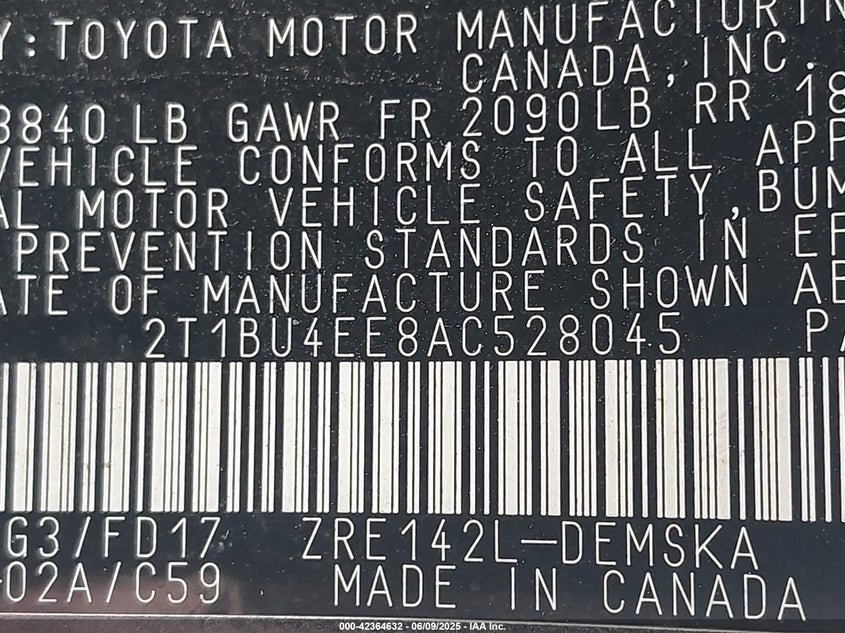 Y:TOYOTA MOTOR MANUFACTURIN
CANADA,INC.
3840 LB GAWR FR 2090LB RR 18
VEHICLE CONFORMS TO ALL APP
AL MOTOR VEHICLE SAFETY,BUM
PREVENTION STANDARDS IN EF
ATE OF MANUFACTURE SHOWN AB
2T1BU4EE8AC528045 PA
G3/FD17 ZRE142L-DEMSKA
-02A/C59 MADE IN CANADA
000-42364632 - 06/09/2025 - IAA Inc.